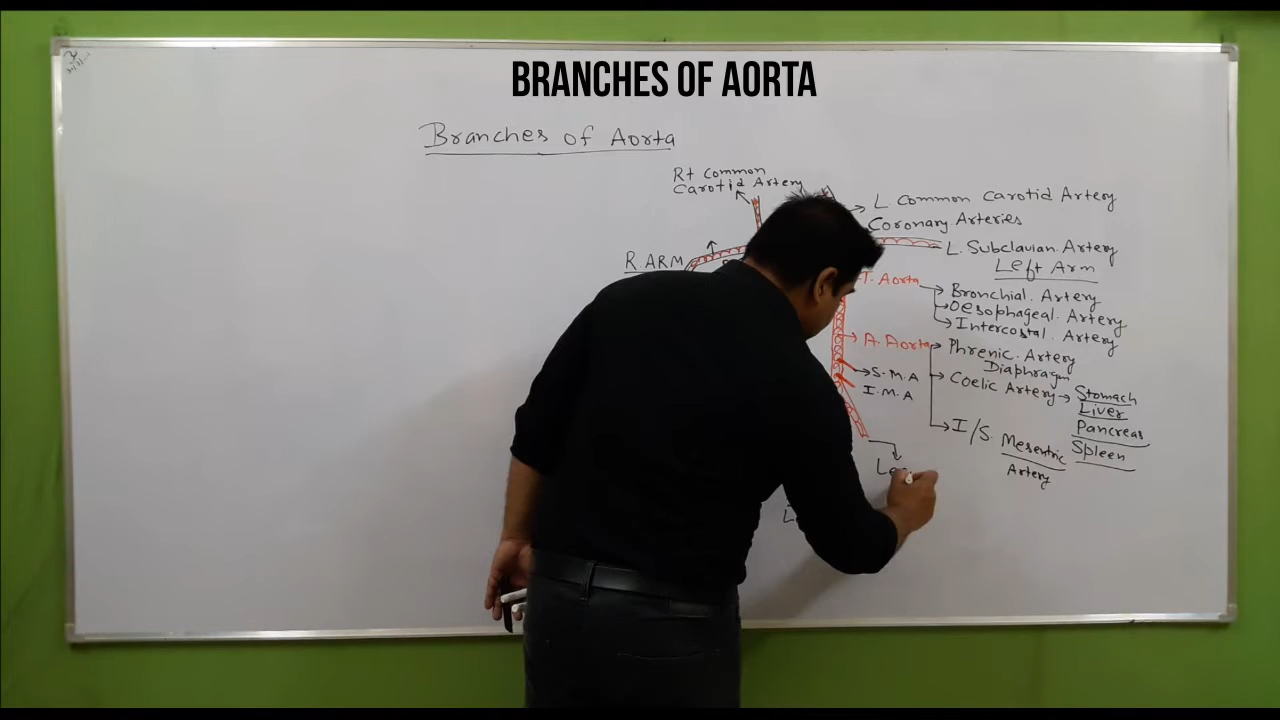 BRANCHES OF AORTA
Branches of Aorta
Rt Common
Carotid Artery
L Common Carotid Artery
Coronary Arteries
L. Subclavian Artery
Left Arm
R ARM
T. Aorta
Bronchial. Artery
Oesophageal. Artery
Intercostal. Artery
A. Aorta
Phrenic. Artery
Diaphragm
S.M.A
I.M.A
Coelic Artery
Stomach
Liver
Pancreas
Spleen
I/S. Mesentric
Artery